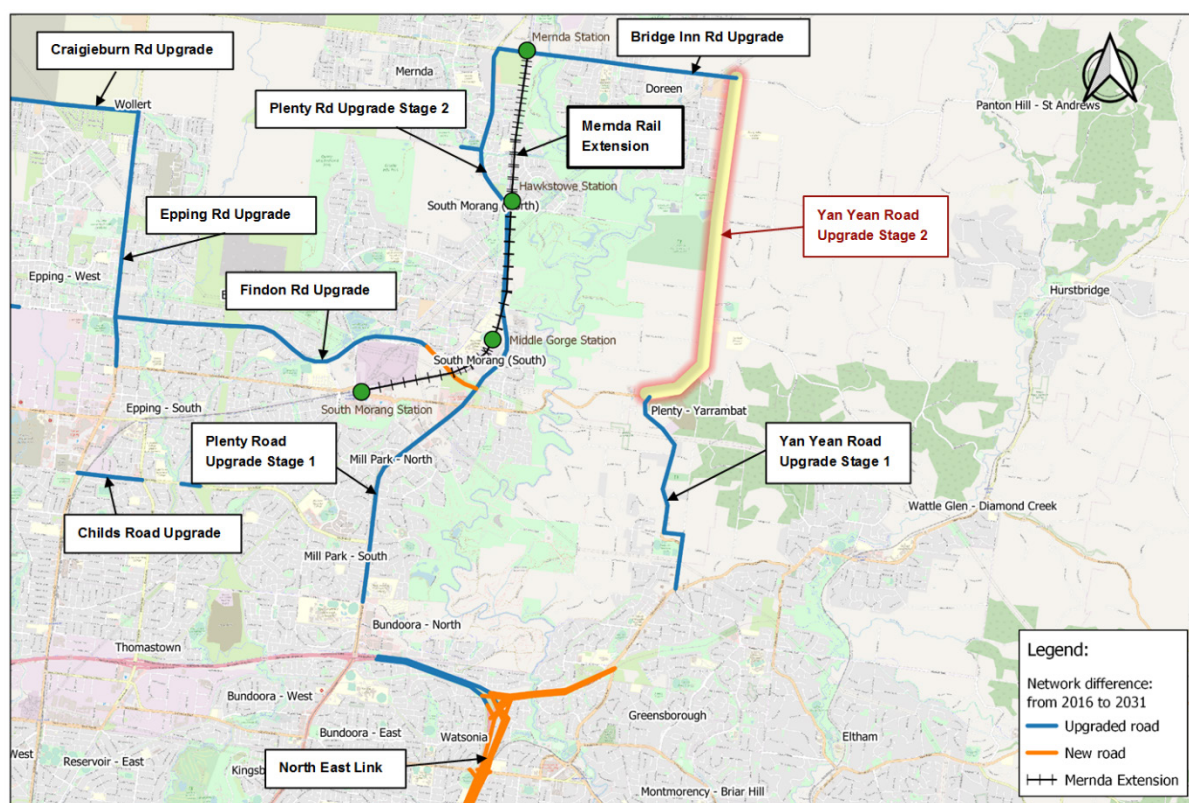 Craigieburn Rd Upgrade
Mernda Station
Bridge Inn Rd Upgrade
Mernda
Wollert
Doreen
Panton Hill - St Andrews
Plenty Rd Upgrade Stage 2
Mernda Rail
Extension
Hawkstowe Station
South Morang (North)
Epping Rd Upgrade
Yan Yean Road
Upgrade Stage 2
Epping - West
Findon Rd Upgrade
Hurstbridge
Middle Gorge Station
South Morang (South)
South Morang Station
Epping - South
Plenty - Yarrambat
Plenty Road
Upgrade Stage 1
Mill Park - North
Yan Yean Road
Upgrade Stage 1
Wattle Glen - Diamond Creek
Childs Road Upgrade
Mill Park - South
Bundoora - North
Thomastown
Bundoora - West
Greensborough
Bundoora - East
Watsonia
Eltham
West
Reservoir - East
Kingsb
North East Link
Montmorency - Briar Hill
Legend:
Network difference:
from 2016 to 2031
Upgraded road
New road
Mernda Extension